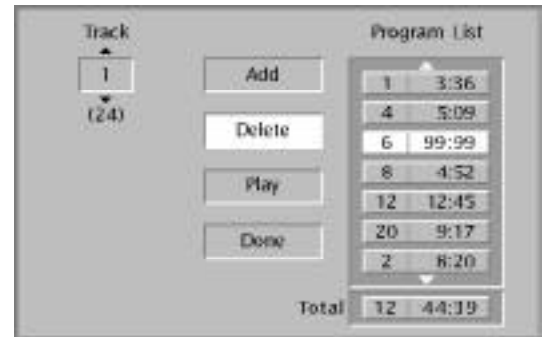 Track
Program List
1
(24)
Add
Delete
Play
Done
1 3:36
4 5:09
6 99:99
8 4:52
12 12:45
20 9:17
2 8:20
Total 12 44:39